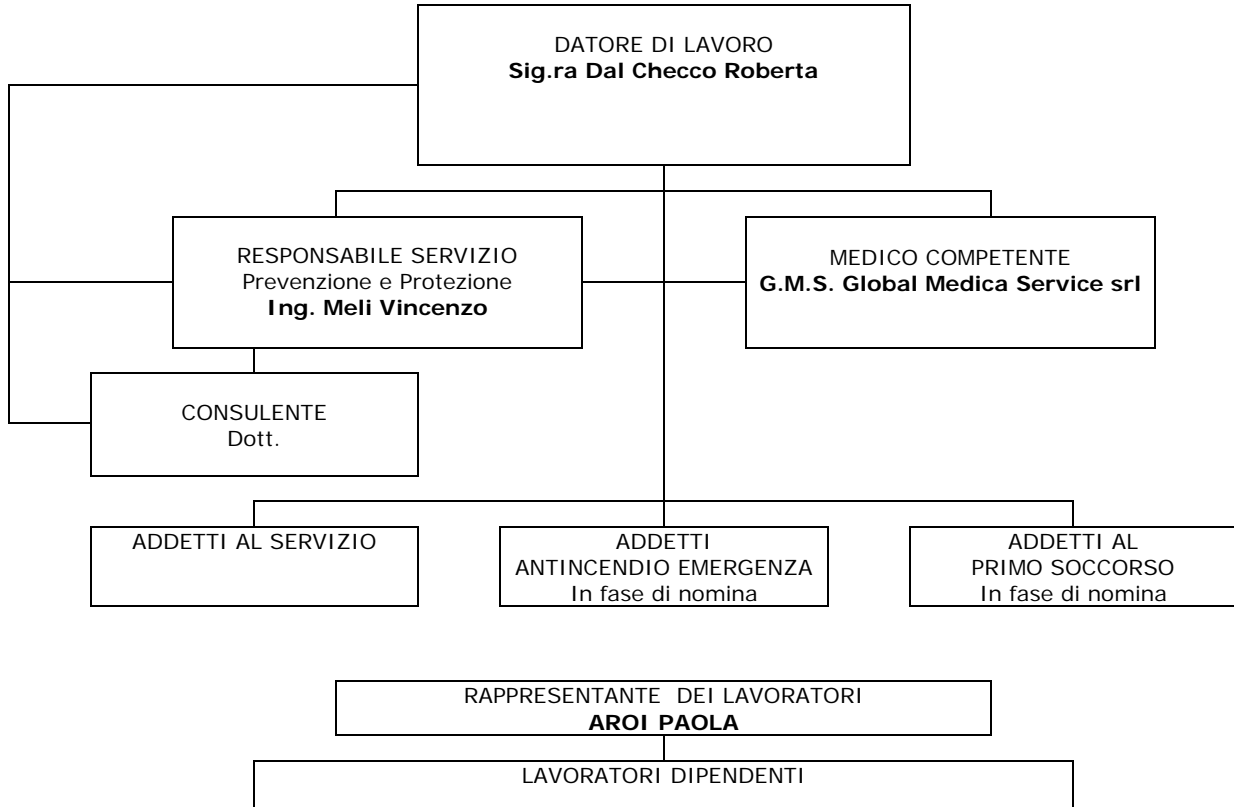 DATORE DI LAVORO
Sig.ra Dal Checco Roberta
RESPONSABILE SERVIZIO
Prevenzione e Protezione
Ing. Meli Vincenzo
MEDICO COMPETENTE
G.M.S. Global Medica Service srl
CONSULENTE
Dott.
ADDETTI AL SERVIZIO
ADDETTI
ANTINCENDIO EMERGENZA
In fase di nomina
ADDETTI AL
PRIMO SOCCORSO
In fase di nomina
RAPPRESENTANTE DEI LAVORATORI
AROI PAOLA
LAVORATORI DIPENDENTI